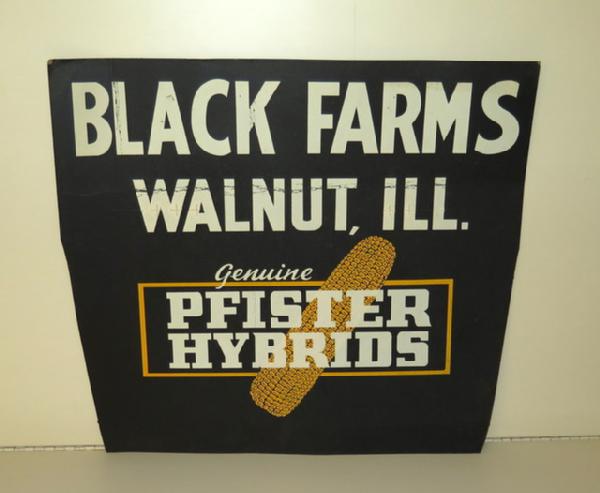 BLACK FARMS
WALNUT, ILL.
Genuine
PFISTER
HYBRIDS